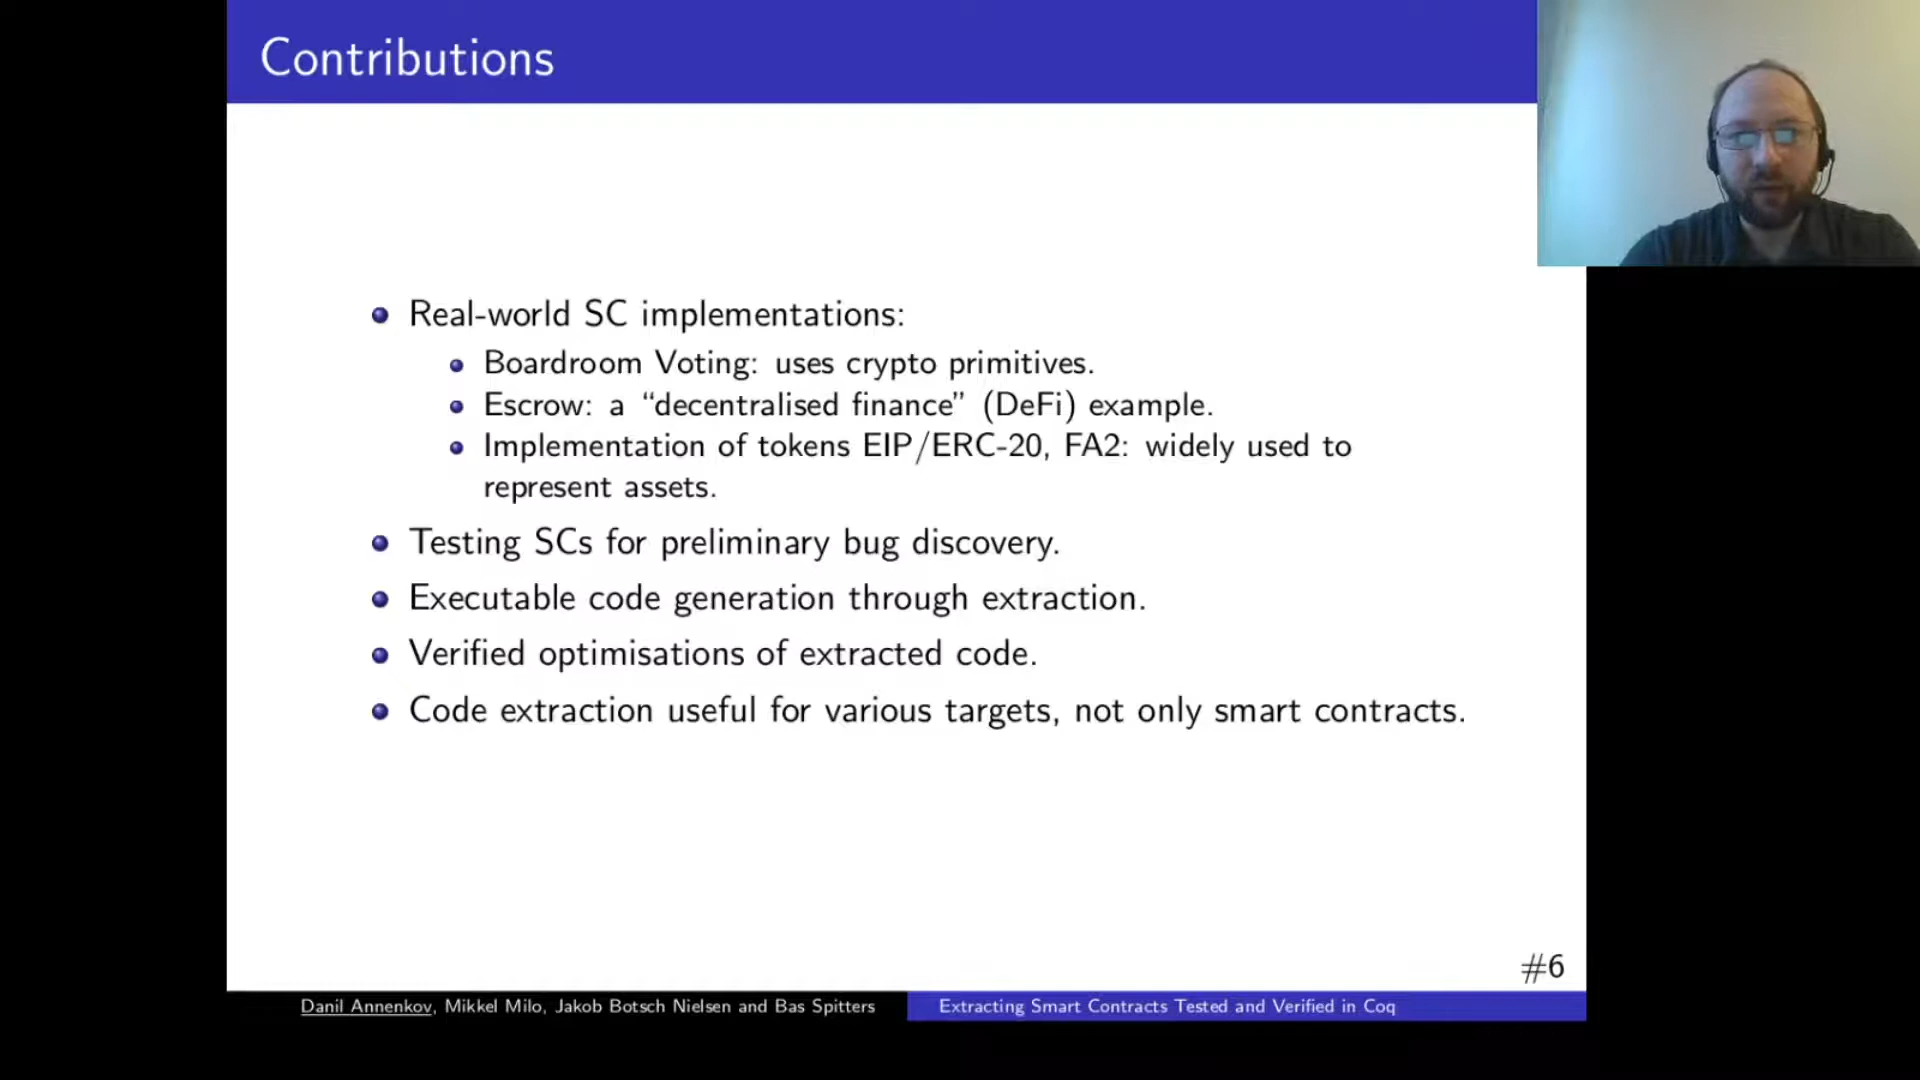 Contributions
Real-world SC implementations:
Boardroom Voting: uses crypto primitives.
Escrow: a “decentralised finance” (DeFi) example.
Implementation of tokens EIP/ERC-20, FA2: widely used to
represent assets.
Testing SCs for preliminary bug discovery.
Executable code generation through extraction.
Verified optimisations of extracted code.
Code extraction useful for various targets, not only smart contracts.
#6
Danil Annenkov, Mikkel Milo, Jakob Botsch Nielsen and Bas Spitters
Extracting Smart Contracts Tested and Verified in Coq